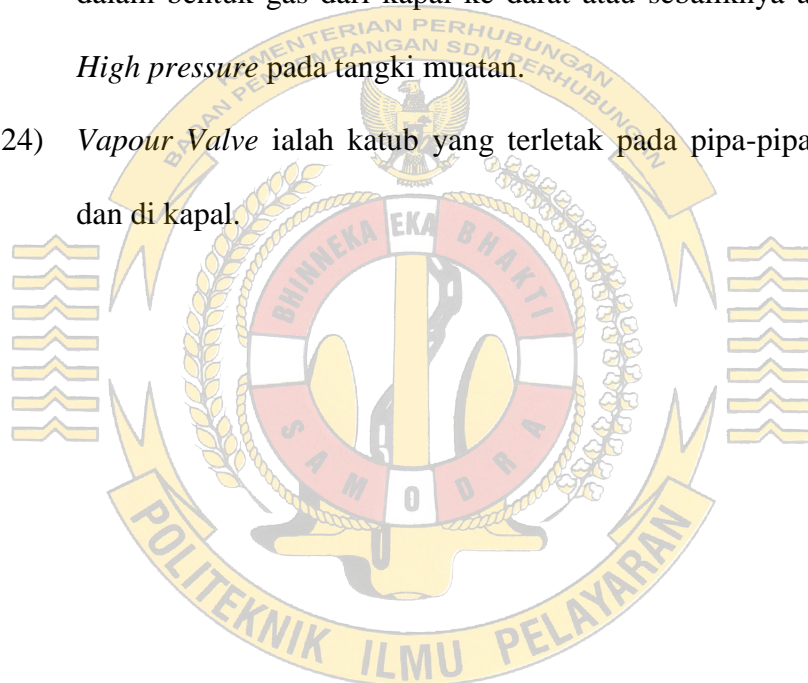 dalam bentuk gas dari kapal ke darat atau sebaliknya
High pressure pada tangki muatan.
24) Vapour Valve ialah katub yang terletak pada pipa-pipa
dan di kapal.
BADAN PENGEMBANGAN SDM PERHUBUNGAN
KEMENTERIAN PERHUBUNGAN
BHINNEKA EKA BHAKTI
SAMODRA
POLITEKNIK ILMU PELAYARAN